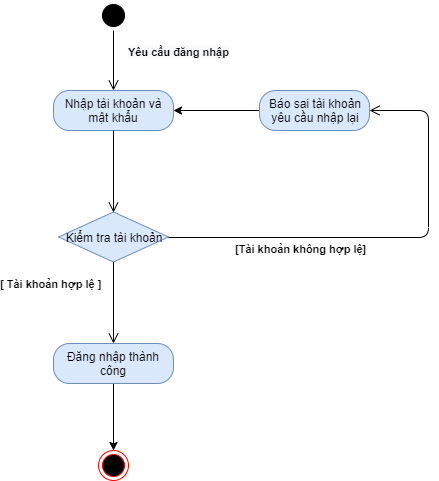 Yêu cầu đăng nhập
Nhập tài khoản và
mật khẩu
Báo sai tài khoản
yêu cầu nhập lại
Kiểm tra tài khoản
[Tài khoản không hợp lệ]
[ Tài khoản hợp lệ ]
Đăng nhập thành
công